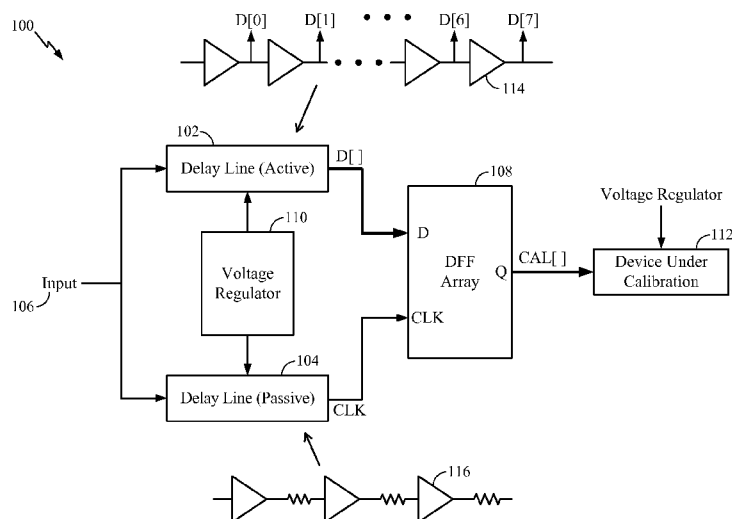 100
D[0]
D[1]
D[6]
D[7]
114
102
Delay Line (Active)
D[ ]
108
110
Voltage
Regulator
Input
106
D
DFF
Array
Q
CLK
CAL[ ]
Voltage Regulator
112
Device Under
Calibration
104
Delay Line (Passive)
CLK
116